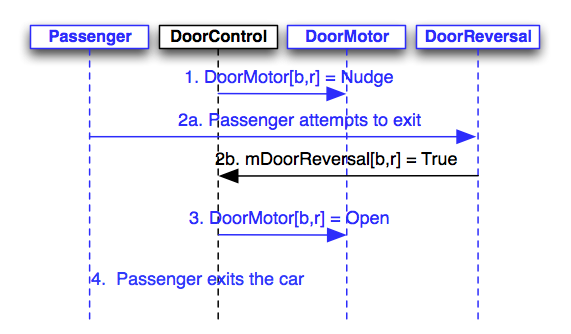 Passenger DoorControl DoorMotor DoorReversal
1. DoorMotor[b,r] = Nudge
2a. Passenger attempts to exit
2b. mDoorReversal[b,r] = True
3. DoorMotor[b,r] = Open
4. Passenger exits the car